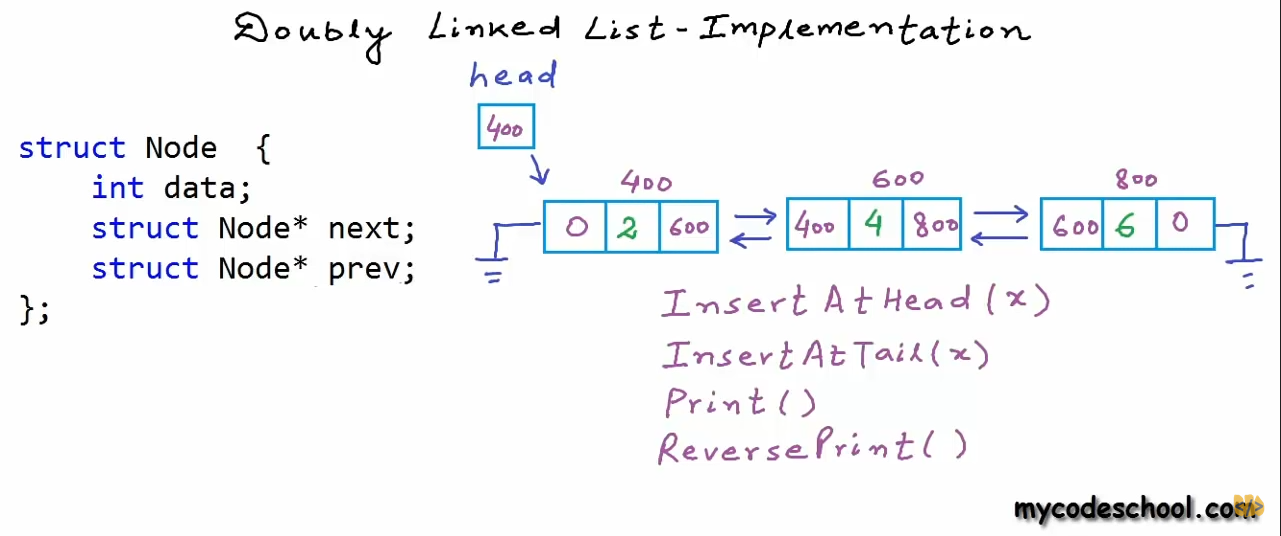 Doubly Linked List-Implementation
head
400
struct Node {
int data;
struct Node* next;
struct Node* prev;
};
400 600 800
0 2 600 400 4 800 600 6 0
InsertAtHead(x)
InsertAtTail(x)
Print()
ReversePrint()
mycodeschool.com